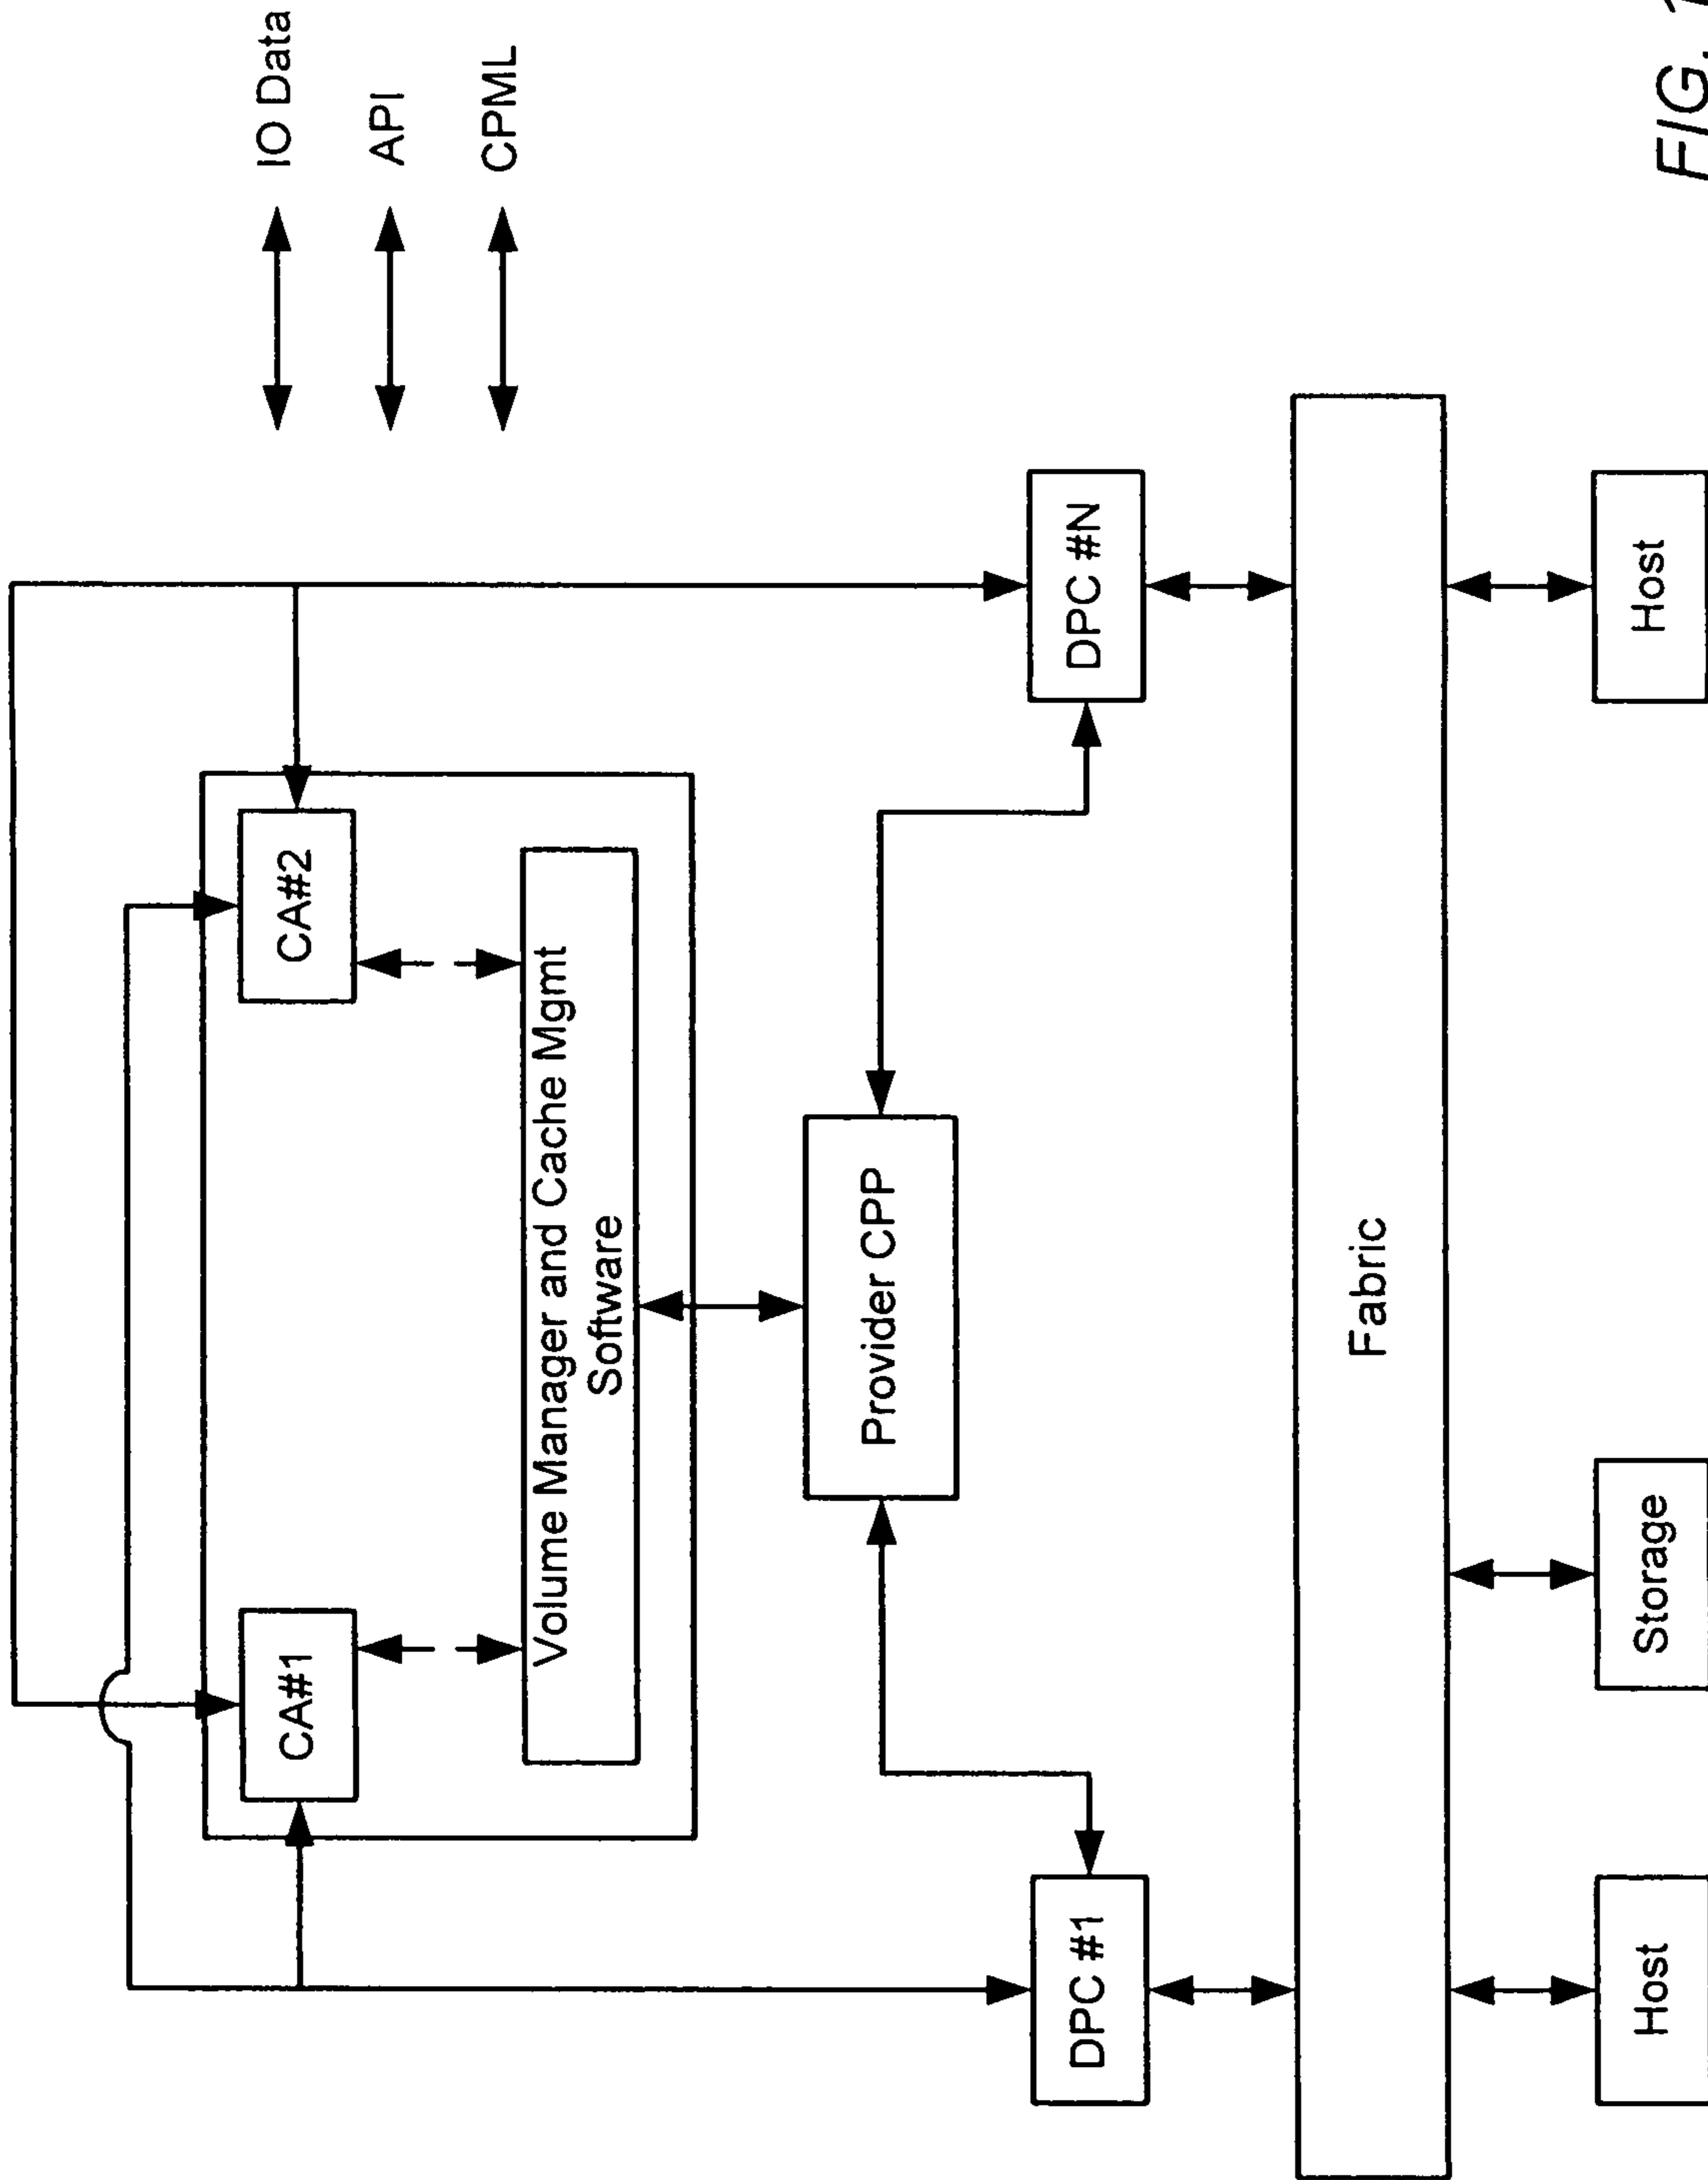 IO Data
API
CPML
CA#1
CA#2
Volume Manager and Cache Mgmt
Software
Provider CPP
DPC #1
DPC #N
Fabric
Host
Storage
Host
FIG.